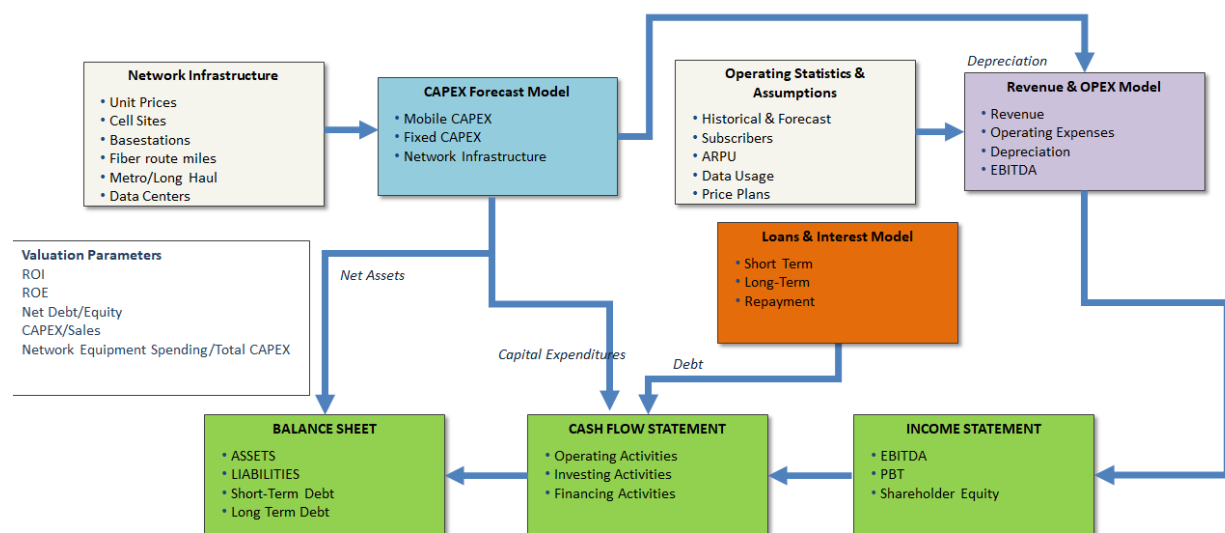 Network Infrastructure
• Unit Prices
• Cell Sites
• Basestations
• Fiber route miles
• Metro/Long Haul
• Data Centers
CAPEX Forecast Model
• Mobile CAPEX
• Fixed CAPEX
• Network Infrastructure
Operating Statistics &
Assumptions
• Historical & Forecast
• Subscribers
• ARPU
• Data Usage
• Price Plans
Depreciation
Revenue & OPEX Model
• Revenue
• Operating Expenses
• Depreciation
• EBITDA
Valuation Parameters
ROI
ROE
Net Debt/Equity
CAPEX/Sales
Network Equipment Spending/Total CAPEX
Net Assets
Capital Expenditures
Loans & Interest Model
• Short Term
• Long-Term
• Repayment
Debt
BALANCE SHEET
• ASSETS
• LIABILITIES
• Short-Term Debt
• Long Term Debt
CASH FLOW STATEMENT
• Operating Activities
• Investing Activities
• Financing Activities
INCOME STATEMENT
• EBITDA
• PBT
• Shareholder Equity